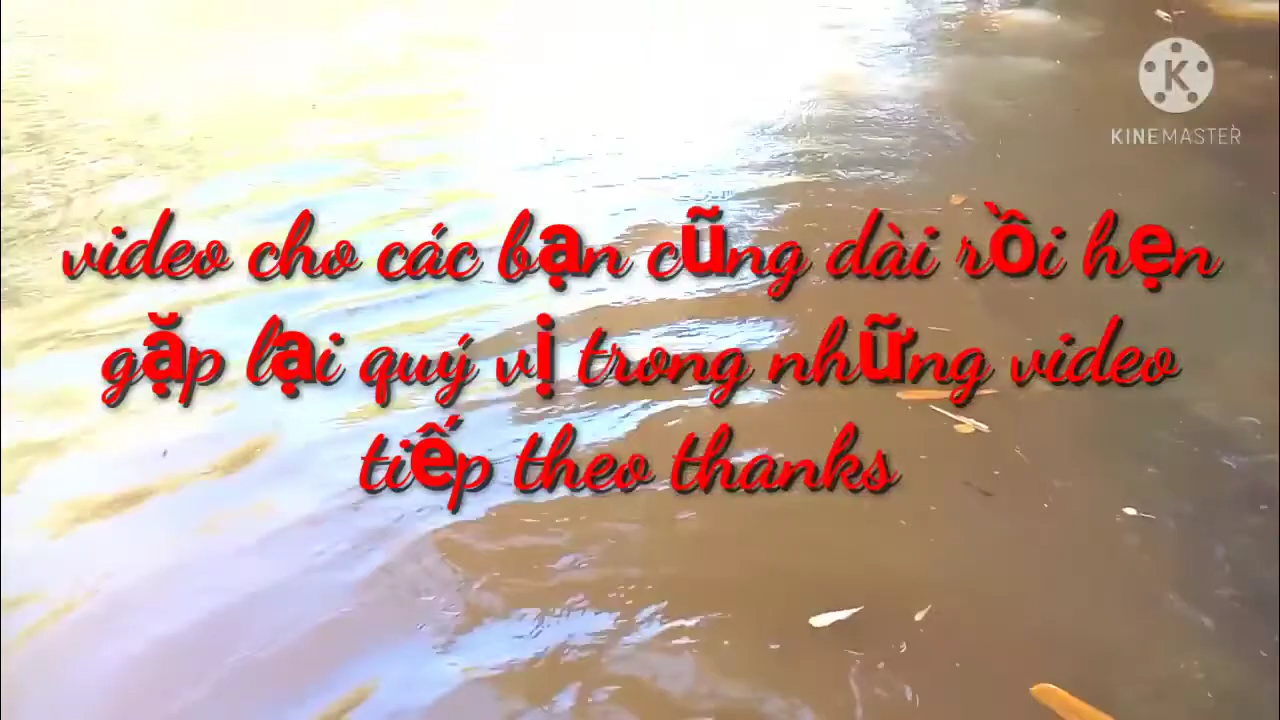 KINEMASTER
video cho các bạn cũng dài rồi hẹn
gặp lại quý vị trong những video
tiếp theo thanks